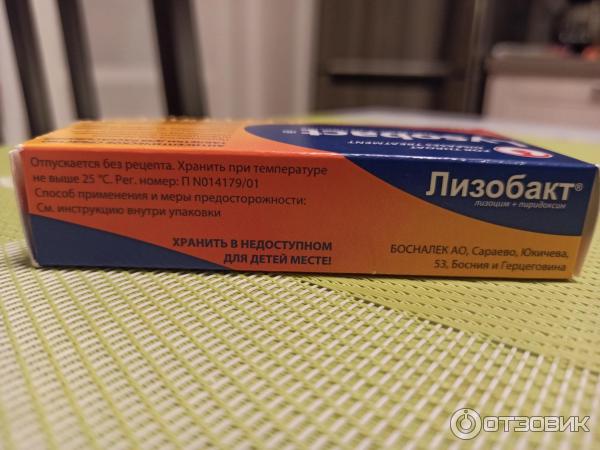 Отпускается без рецепта. Хранить при температуре
не выше 25 °С. Рег. номер: П N014179/01
Способ применения и меры предосторожности:
См. инструкцию внутри упаковки
ХРАНИТЬ В НЕДОСТУПНОМ
ДЛЯ ДЕТЕЙ МЕСТЕ!
Лизобакт®
лизоцим + пиридоксин
БОСНАЛЕК АО, Сараево, Юкичева,
53, Босния и Герцеговина
ОТЗОВИК